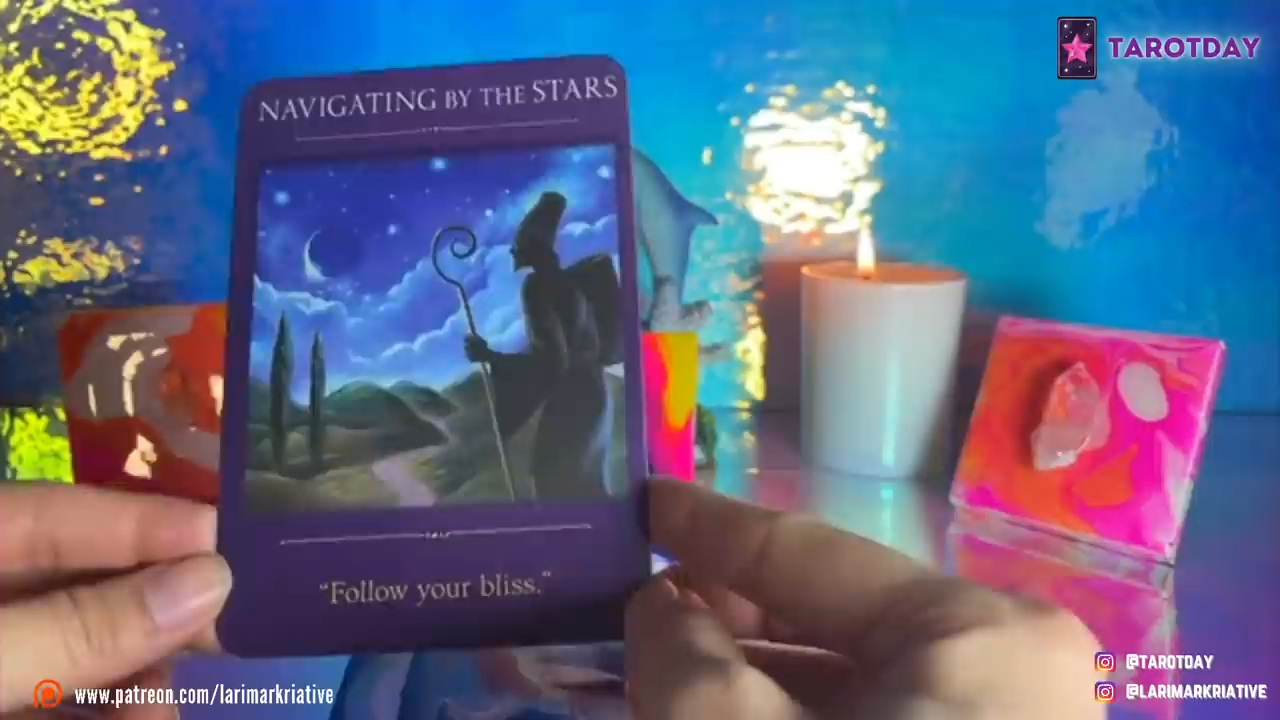 TAROTDAY
NAVIGATING BY THE STARS
"Follow your bliss."
@TAROTDAY
www.patreon.com/larimarkriative
@LARIMARKRIATIVE